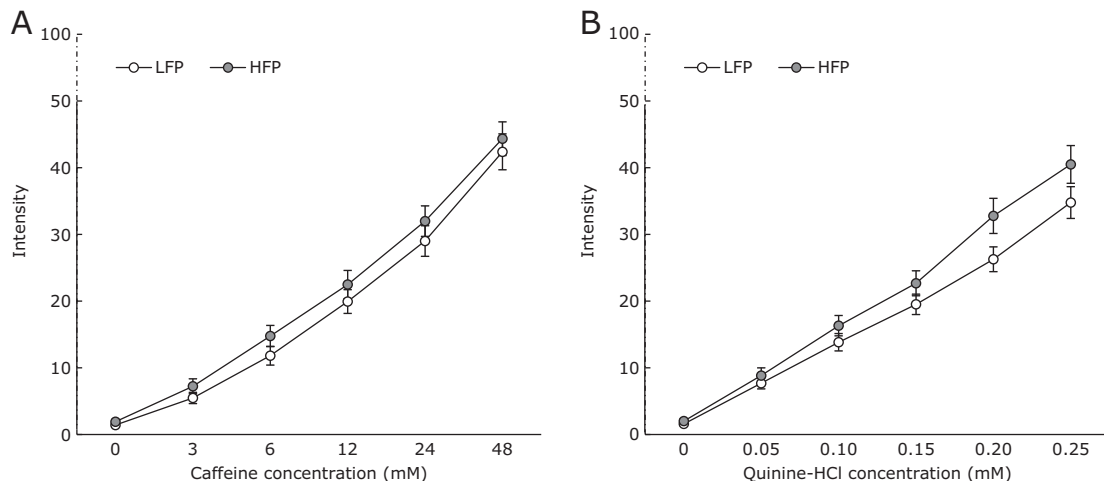 A
100
50
40
30
20
10
0
Intensity
LFP HFP
0 3 6 12 24 48
Caffeine concentration (mM)
B
100
50
40
30
20
10
0
Intensity
LFP HFP
0 0.05 0.10 0.15 0.20 0.25
Quinine-HCl concentration (mM)